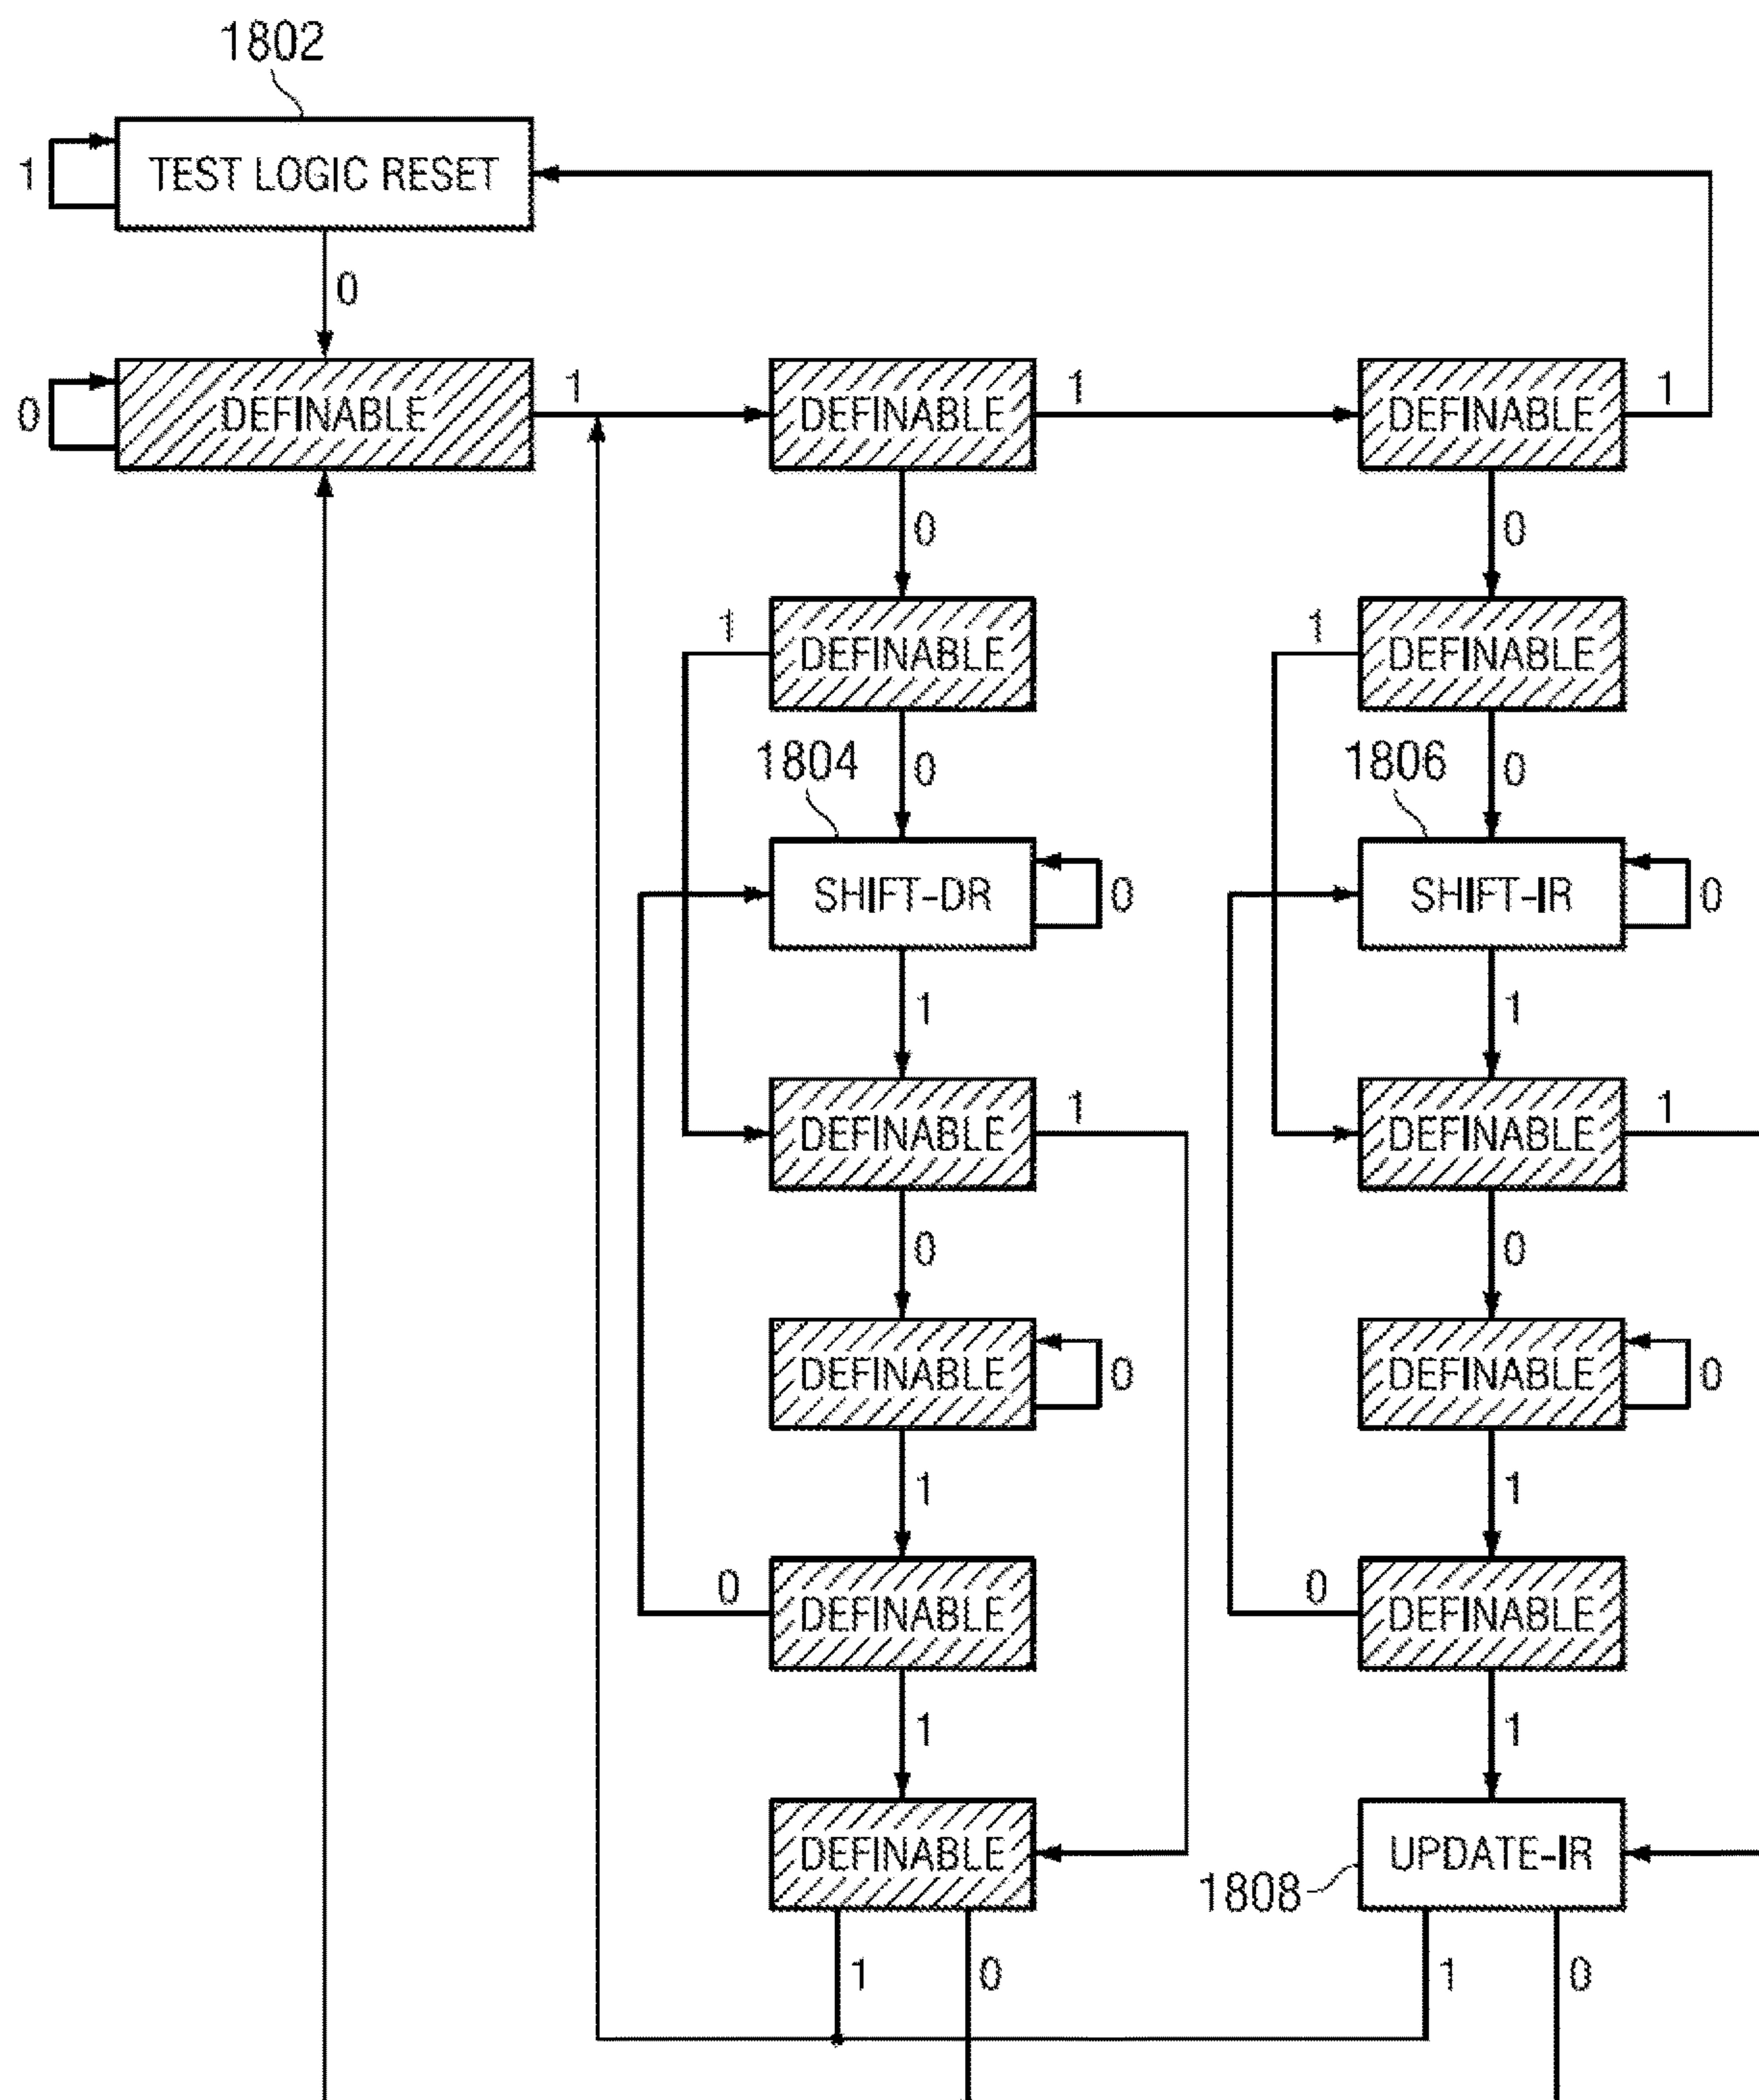 1802
1 TEST LOGIC RESET
0
0 DEFINABLE 1 DEFINABLE 1 DEFINABLE 1
0 0
1 DEFINABLE 1 DEFINABLE
1804 0 1806 0
SHIFT-DR 0 SHIFT-IR 0
1 1
DEFINABLE 1 DEFINABLE 1
0 0
DEFINABLE 0 DEFINABLE 0
1 1
0 DEFINABLE 0 DEFINABLE
1 1
DEFINABLE UPDATE-IR
1808
1 0 1 0